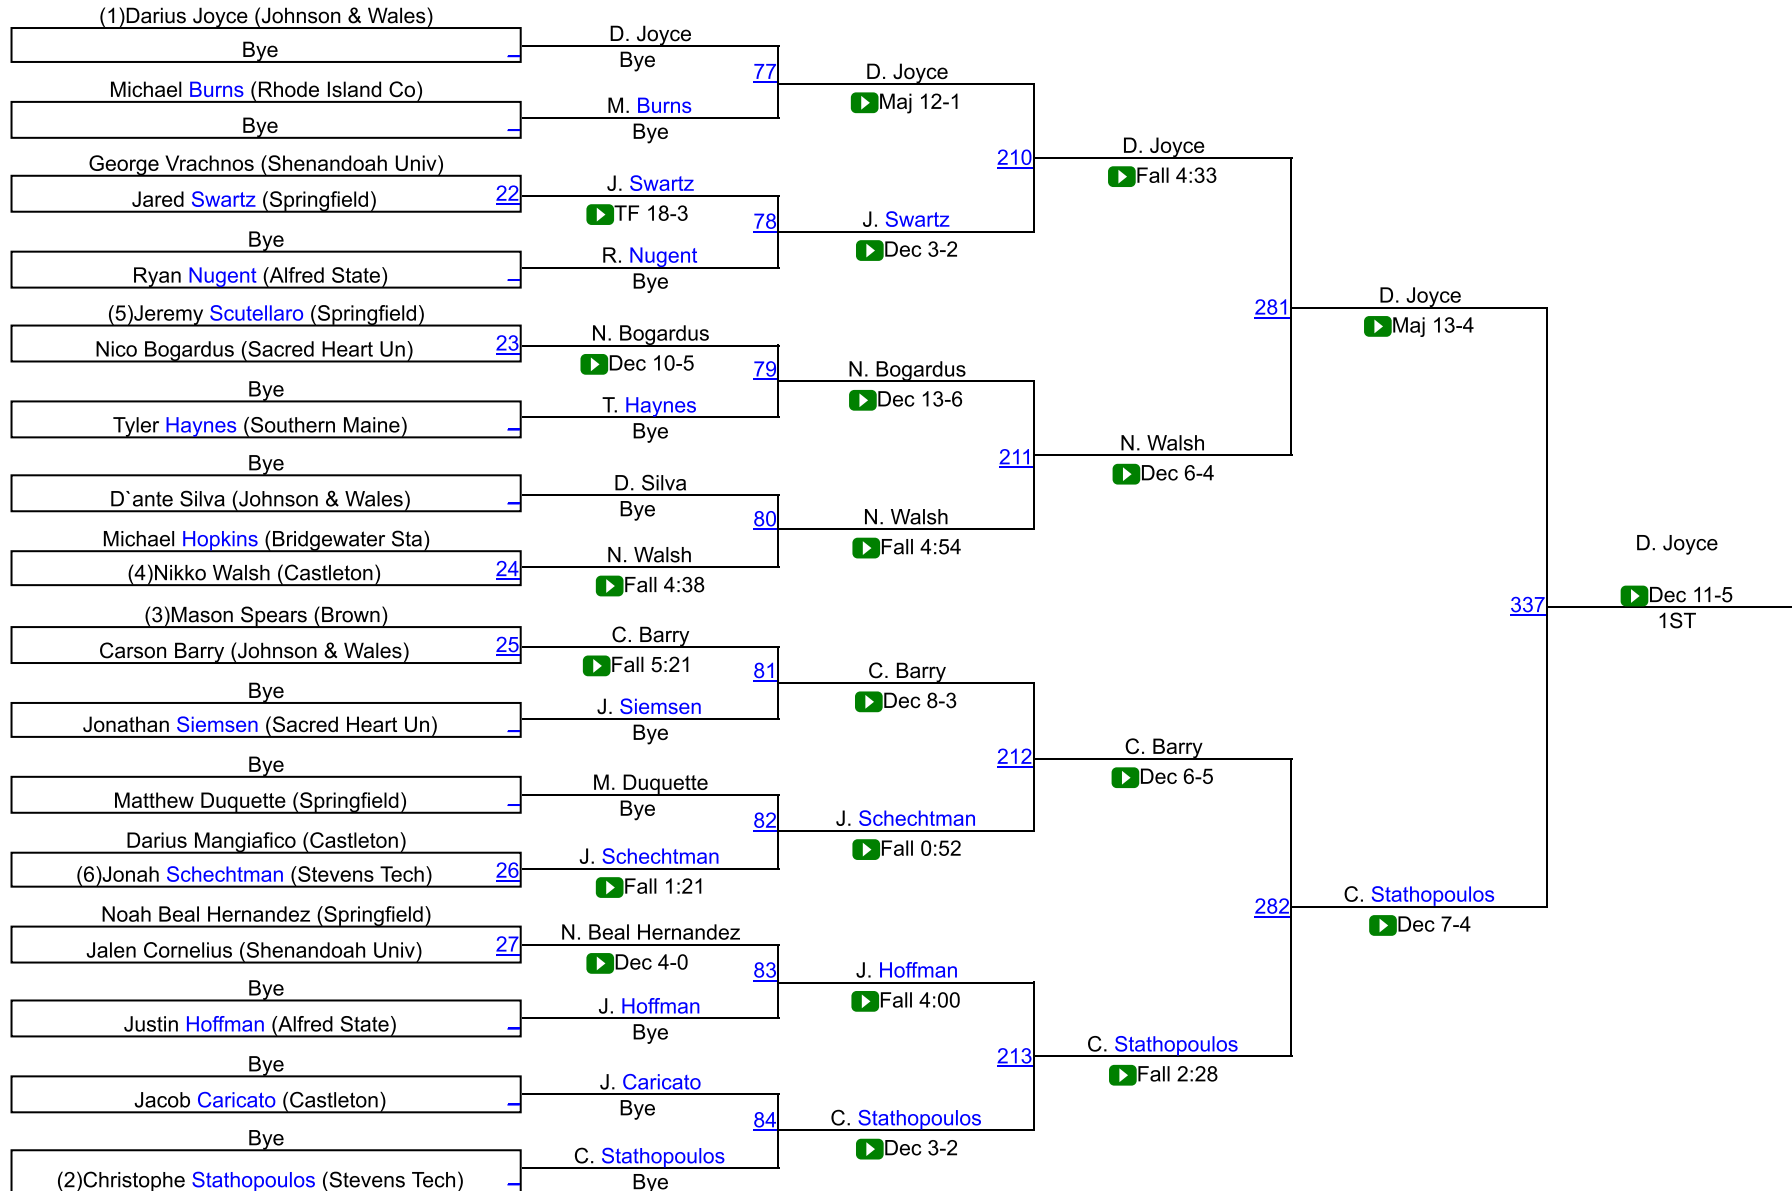 (1)Darius Joyce (Johnson & Wales)
Bye
Michael Burns (Rhode Island Co)
Bye
George Vrachnos (Shenandoah Univ)
Jared Swartz (Springfield)
22
Bye
Ryan Nugent (Alfred State)
(5)Jeremy Scutellaro (Springfield)
Nico Bogardus (Sacred Heart Un)
23
Bye
Tyler Haynes (Southern Maine)
Bye
D`ante Silva (Johnson & Wales)
Michael Hopkins (Bridgewater Sta)
(4)Nikko Walsh (Castleton)
24
(3)Mason Spears (Brown)
Carson Barry (Johnson & Wales)
25
Bye
Jonathan Siemsen (Sacred Heart Un)
Bye
Matthew Duquette (Springfield)
Darius Mangiafico (Castleton)
(6)Jonah Schechtman (Stevens Tech)
26
Noah Beal Hernandez (Springfield)
Jalen Cornelius (Shenandoah Univ)
27
Bye
Justin Hoffman (Alfred State)
Bye
Jacob Caricato (Castleton)
Bye
(2)Christophe Stathopoulos (Stevens Tech)
D. Joyce
Bye
77
M. Burns
Bye
J. Swartz
TF 18-3
78
R. Nugent
Bye
N. Bogardus
Dec 10-5
79
T. Haynes
Bye
D. Silva
Bye
80
N. Walsh
Fall 4:38
C. Barry
Fall 5:21
81
J. Siemsen
Bye
M. Duquette
Bye
82
J. Schechtman
Fall 1:21
N. Beal Hernandez
Dec 4-0
83
J. Hoffman
Bye
J. Caricato
Bye
84
C. Stathopoulos
Bye
D. Joyce
Maj 12-1
210
J. Swartz
Dec 3-2
N. Bogardus
Dec 13-6
211
N. Walsh
Fall 4:54
C. Barry
Dec 8-3
212
J. Schechtman
Fall 0:52
J. Hoffman
Fall 4:00
213
C. Stathopoulos
Dec 3-2
D. Joyce
Fall 4:33
281
N. Walsh
Dec 6-4
C. Barry
Dec 6-5
282
C. Stathopoulos
Fall 2:28
D. Joyce
Maj 13-4
337
C. Stathopoulos
Dec 7-4
D. Joyce
Dec 11-5
1ST